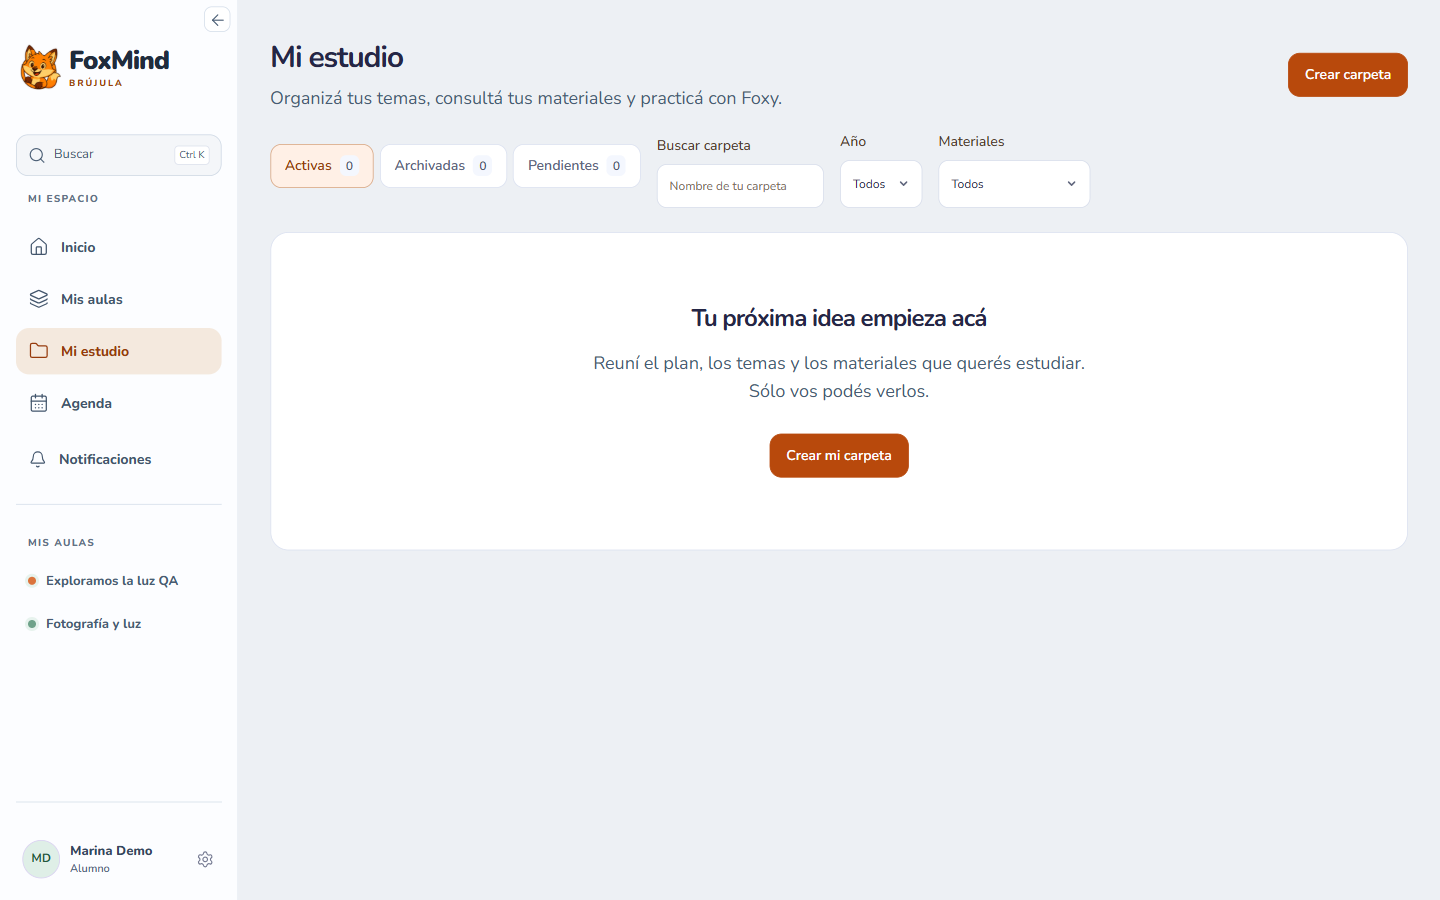 FoxMind
BRÚJULA
Buscar Ctrl K
MI ESPACIO
Inicio
Mis aulas
Mi estudio
Agenda
Notificaciones
MIS AULAS
Exploramos la luz QA
Fotografía y luz
MD
Marina Demo
Alumno
Mi estudio
Organizá tus temas, consultá tus materiales y practicá con Foxy.
Crear carpeta
Activas 0
Archivadas 0
Pendientes 0
Buscar carpeta
Nombre de tu carpeta
Año
Todos
Materiales
Todos
Tu próxima idea empieza acá
Reuní el plan, los temas y los materiales que querés estudiar.
Sólo vos podés verlos.
Crear mi carpeta